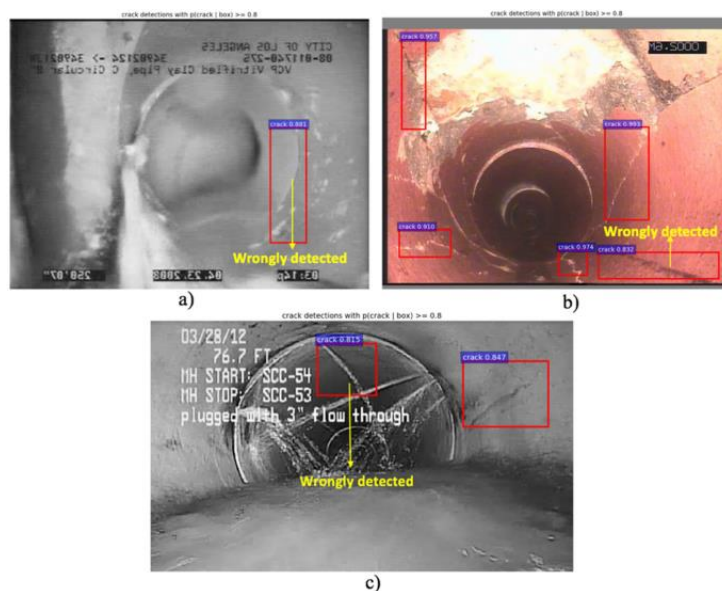 crack detections with p(crack | box) >= 0.8
CITY OF LOS ANGELES
VCP Vitrified Clay Pipe, C Circular 8"
crack 0.881
Wrongly detected
04.23.2003
03:14p
a)
crack detections with p(crack | box) >= 0.8
crack 0.957
crack 0.993
crack 0.910
Wrongly detected
crack 0.974
crack 0.832
b)
crack detections with p(crack | box) >= 0.8
03/28/12
76.7 FT.
MH START: SCC-54
MH STOP: SCC-53
plugged with 3" flow through
crack 0.815
crack 0.847
Wrongly detected
c)